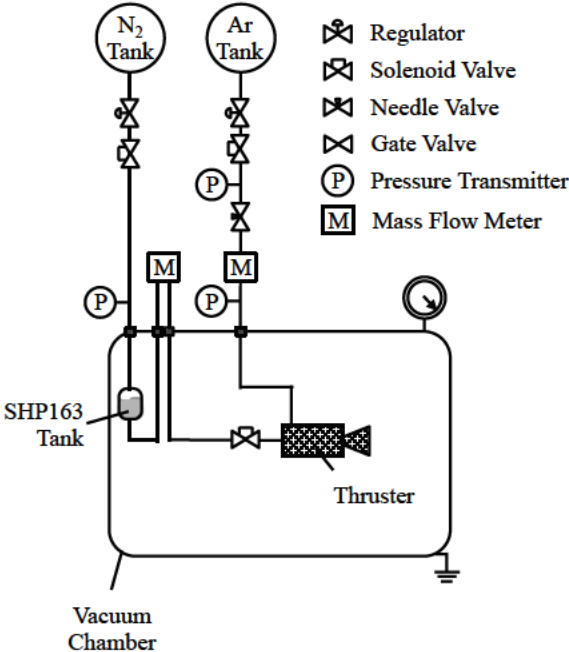 N2
Tank
Ar
Tank
Regulator
Solenoid Valve
Needle Valve
Gate Valve
P Pressure Transmitter
M Mass Flow Meter
P
M
M
P
P
SHP163
Tank
Thruster
Vacuum
Chamber